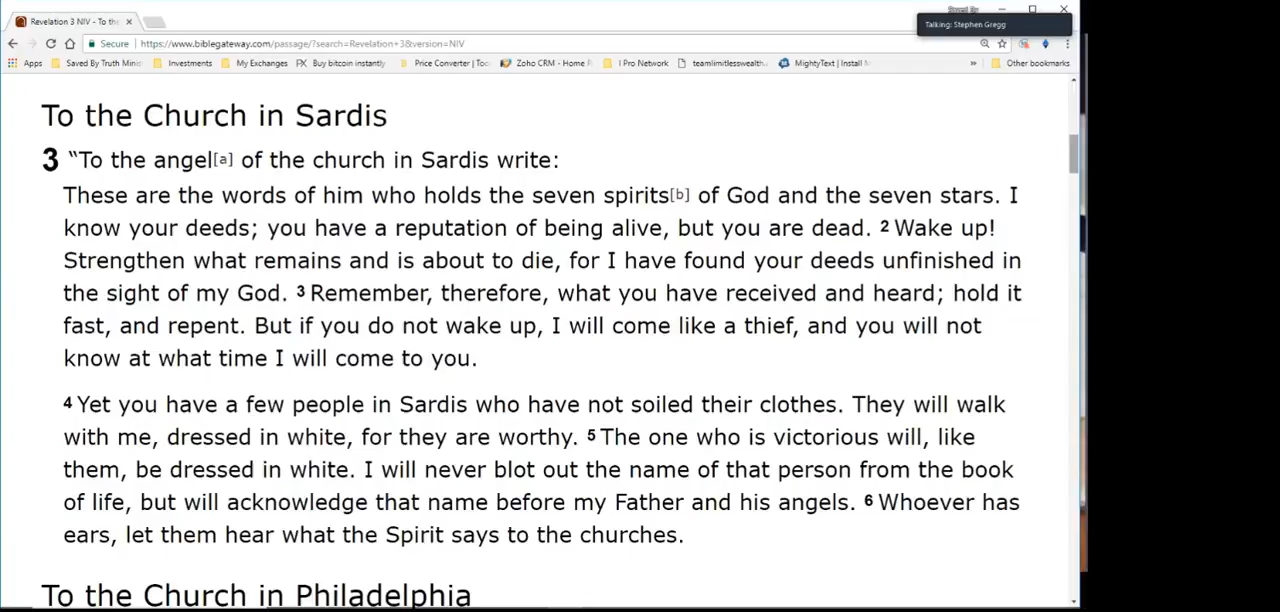 Revelation 3 NIV - To the
Talking: Stephen Gregg
Secure https://www.biblegateway.com/passage/?search=Revelation+3&version=NIV
Apps Saved By Truth Mini Investments My Exchanges Buy bitcoin instantly Price Converter | Too Zoho CRM - Home I Pro Network teamlimitlesswealth. MightyText | Install Other bookmarks
To the Church in Sardis
3 “To the angel[a] of the church in Sardis write:
These are the words of him who holds the seven spirits[b] of God and the seven stars. I
know your deeds; you have a reputation of being alive, but you are dead. 2 Wake up!
Strengthen what remains and is about to die, for I have found your deeds unfinished in
the sight of my God. 3 Remember, therefore, what you have received and heard; hold it
fast, and repent. But if you do not wake up, I will come like a thief, and you will not
know at what time I will come to you.
4 Yet you have a few people in Sardis who have not soiled their clothes. They will walk
with me, dressed in white, for they are worthy. 5 The one who is victorious will, like
them, be dressed in white. I will never blot out the name of that person from the book
of life, but will acknowledge that name before my Father and his angels. 6 Whoever has
ears, let them hear what the Spirit says to the churches.
To the Church in Philadelphia